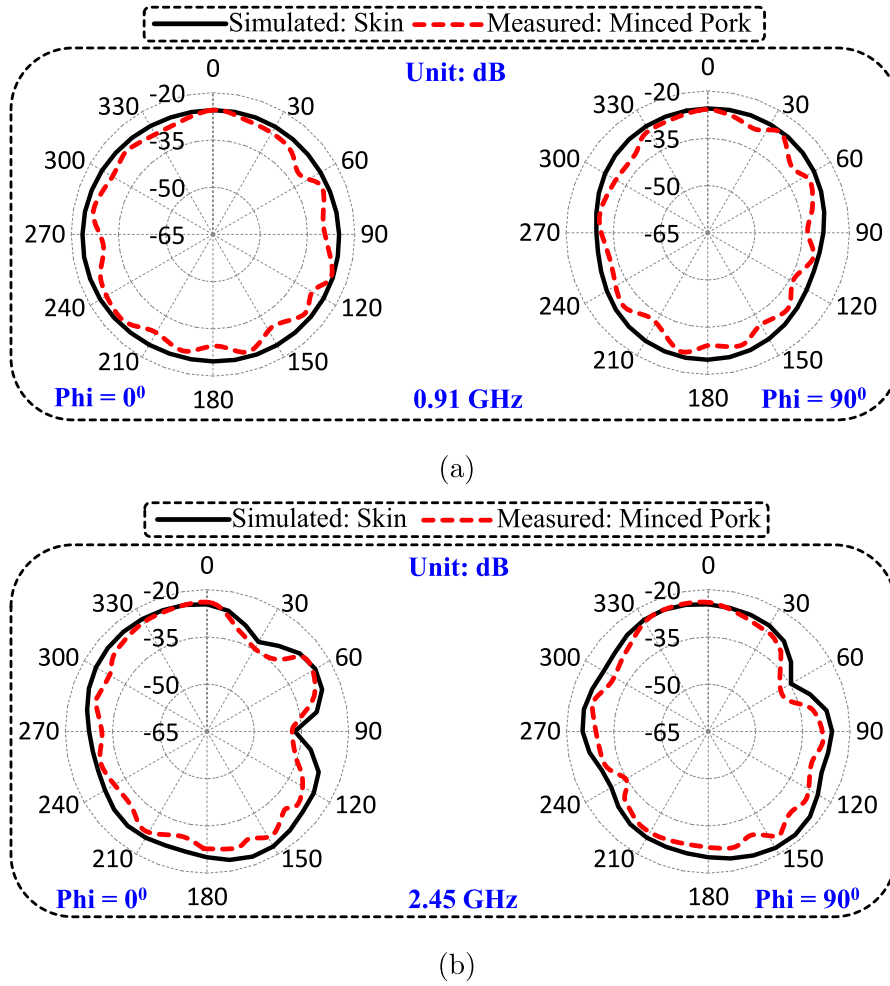 Simulated: Skin Measured: Minced Pork
Unit: dB
0 0
330 -20 30 -20 30
330
300 -35 60 300 -35 60
-50 -50
270 -65 90 270 -65 90
240 120 240 120
210 150 210 150
180 180
Phi = 0⁰ 0.91 GHz Phi = 90⁰
(a)
Simulated: Skin Measured: Minced Pork
0 Unit: dB 0
330 -20 30 330 -20 30
300 -35 60 300 -35 60
-50 -50
270 -65 90 270 -65 90
240 120 240 120
210 150 210 150
180 180
Phi = 0⁰ 2.45 GHz Phi = 90⁰
(b)